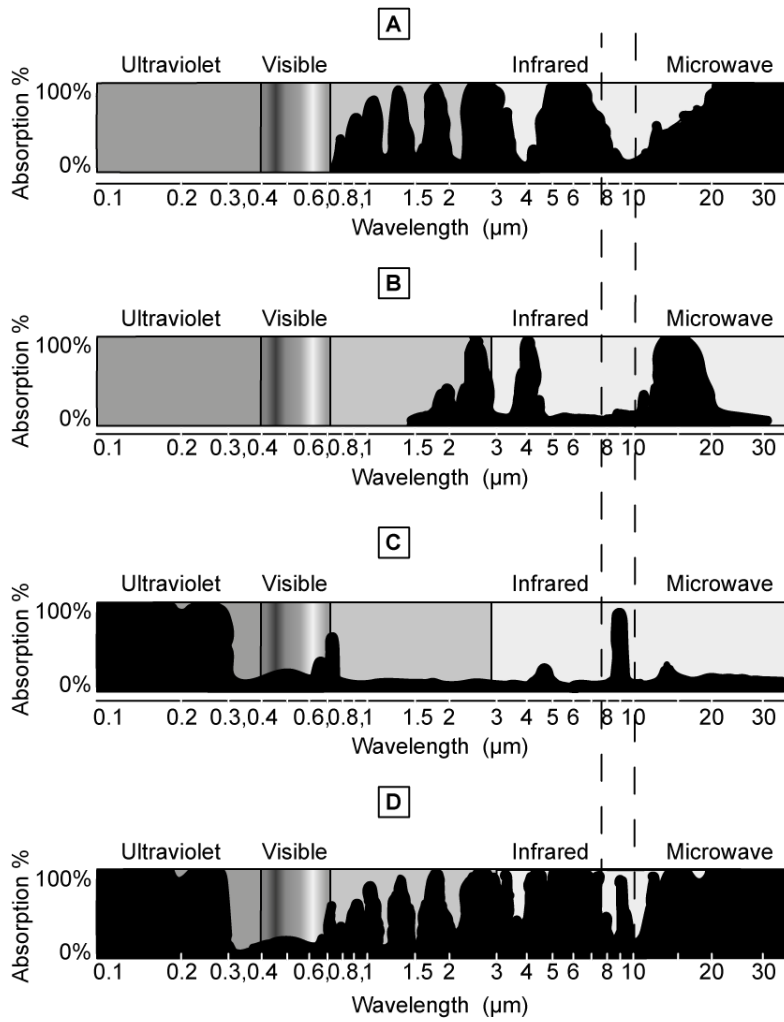 A
Ultraviolet Visible Infrared Microwave
Absorption %
100%
0%
0.1 0.2 0.3,0.4 0.6,0.8,1 1.5 2 3 4 5 6 8 10 20 30
Wavelength (µm)
B
Ultraviolet Visible Infrared Microwave
Absorption %
100%
0%
0.1 0.2 0.3,0.4 0.6,0.8,1 1.5 2 3 4 5 6 8 10 20 30
Wavelength (µm)
C
Ultraviolet Visible Infrared Microwave
Absorption %
100%
0%
0.1 0.2 0.3,0.4 0.6,0.8,1 1.5 2 3 4 5 6 8 10 20 30
Wavelength (µm)
D
Ultraviolet Visible Infrared Microwave
Absorption %
100%
0%
0.1 0.2 0.3,0.4 0.6,0.8,1 1.5 2 3 4 5 6 8 10 20 30
Wavelength (µm)